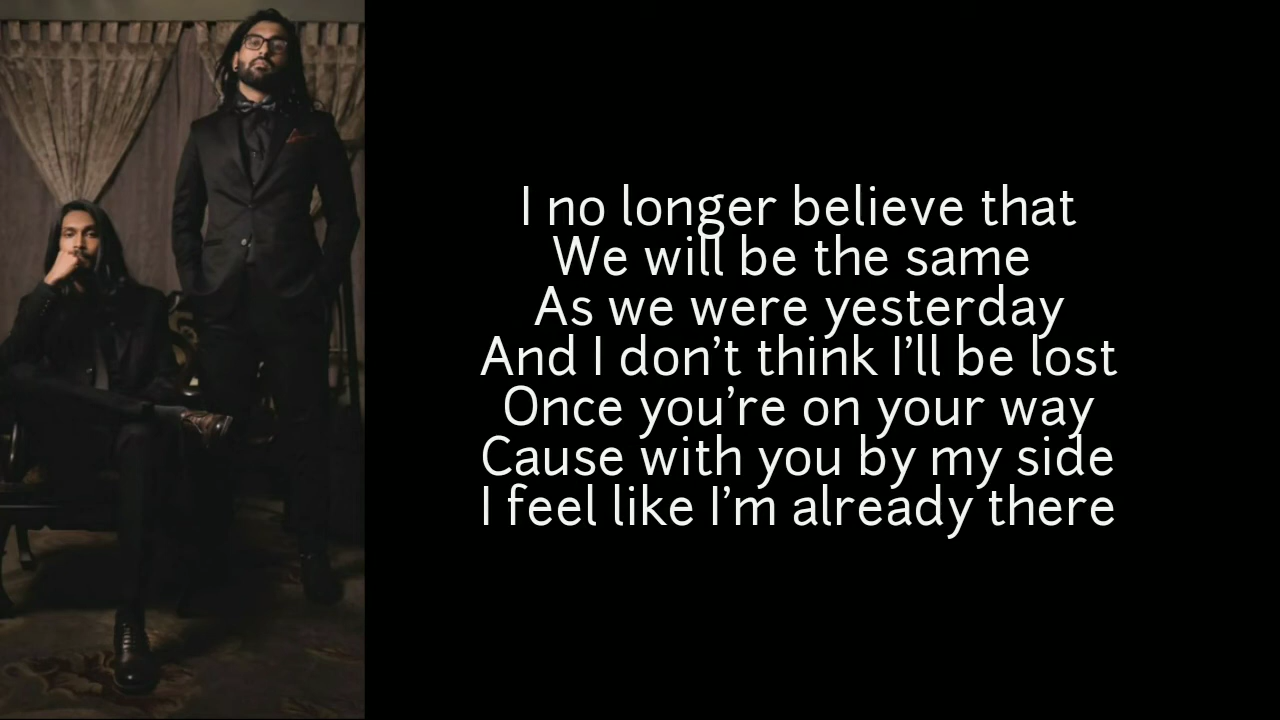 I no longer believe that
We will be the same
As we were yesterday
And I don’t think I’ll be lost
Once you’re on your way
Cause with you by my side
I feel like I’m already there